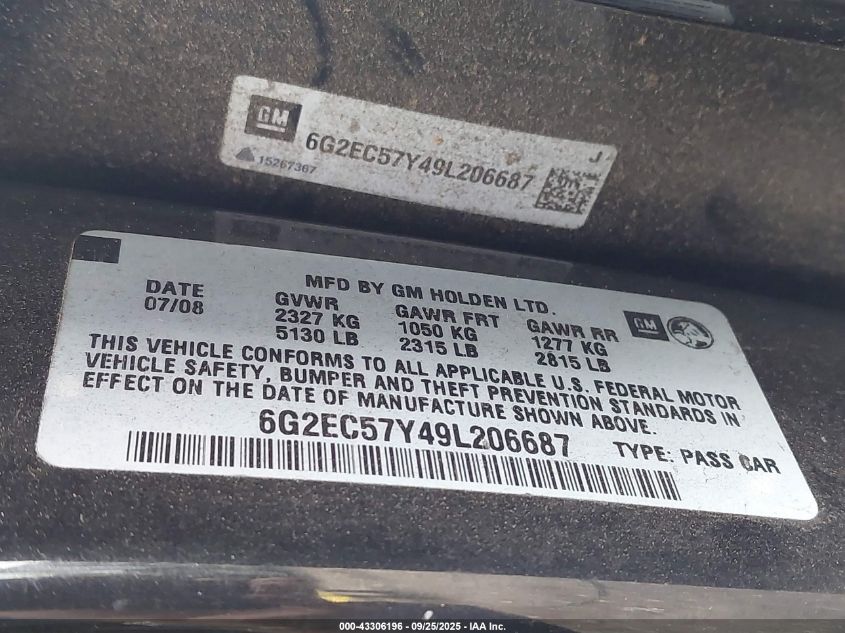 GM
6G2EC57Y49L206687
J
15267367
MFD BY GM HOLDEN LTD.
DATE
07/08
GVWR
2327 KG
5130 LB
GAWR FRT
1050 KG
2315 LB
GAWR RR
1277 KG
2815 LB
GM
THIS VEHICLE CONFORMS TO ALL APPLICABLE U.S. FEDERAL MOTOR
VEHICLE SAFETY, BUMPER AND THEFT PREVENTION STANDARDS IN
EFFECT ON THE DATE OF MANUFACTURE SHOWN ABOVE.
6G2EC57Y49L206687
TYPE: PASS CAR
000-43306196 - 09/25/2025 - IAA Inc.